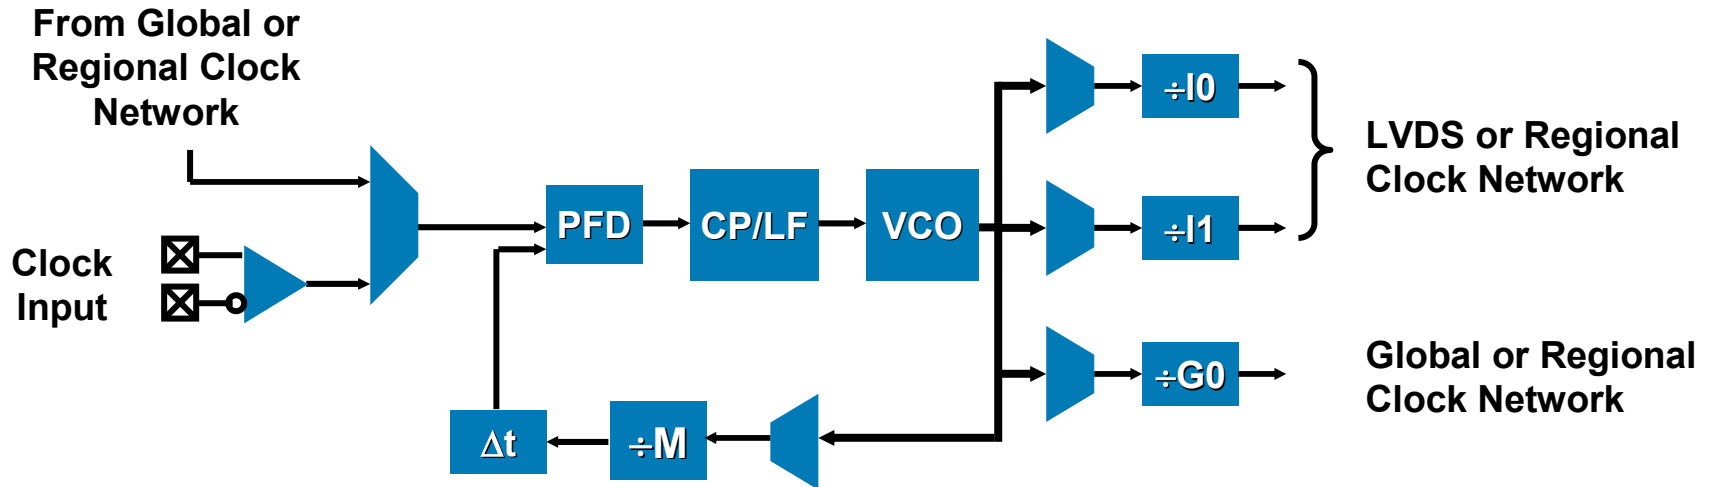 From Global or
Regional Clock
Network
Clock
Input
PFD
CP/LF
VCO
÷I0
÷I1
÷G0
LVDS or Regional
Clock Network
Global or Regional
Clock Network
Δt
÷M